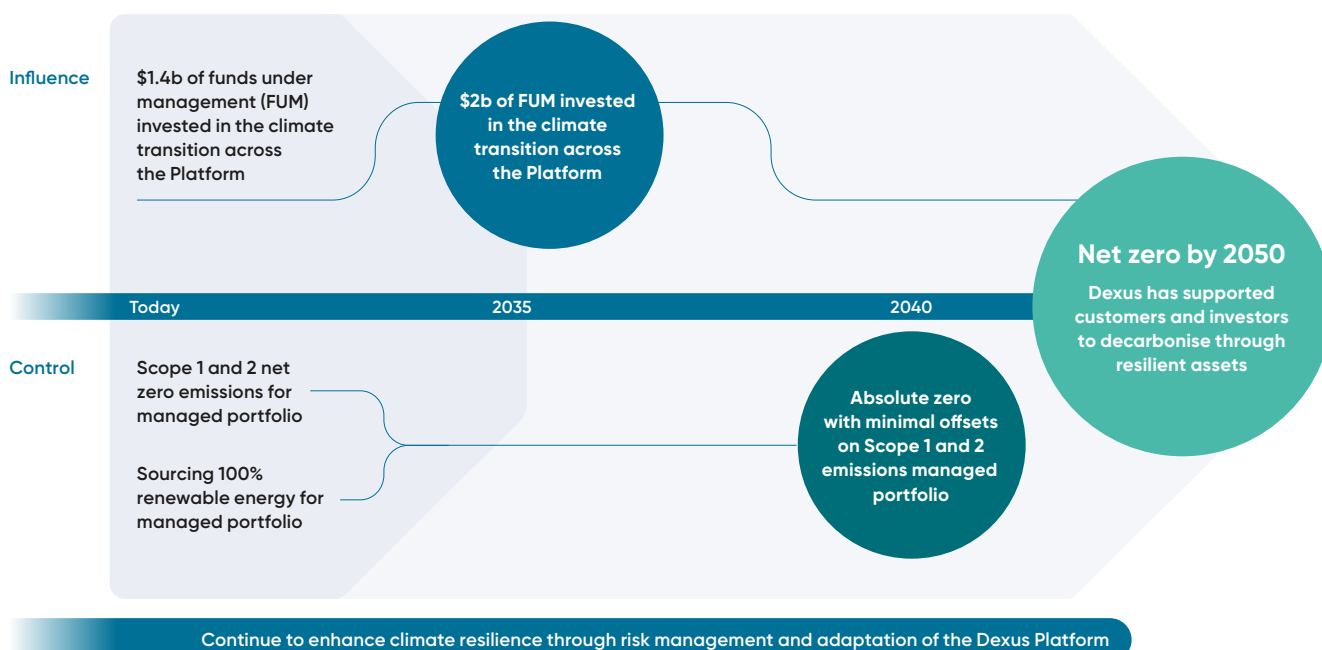 Influence
$1.4b of funds under
management (FUM)
invested in the climate
transition across
the Platform
$2b of FUM invested
in the climate
transition across
the Platform
Net zero by 2050
Dexus has supported
customers and investors
to decarbonise through
resilient assets
Today
2035
2040
Control
Scope 1 and 2 net
zero emissions for
managed portfolio
Sourcing 100%
renewable energy for
managed portfolio
Absolute zero
with minimal offsets
on Scope 1 and 2
emissions managed
portfolio
Continue to enhance climate resilience through risk management and adaptation of the Dexus Platform